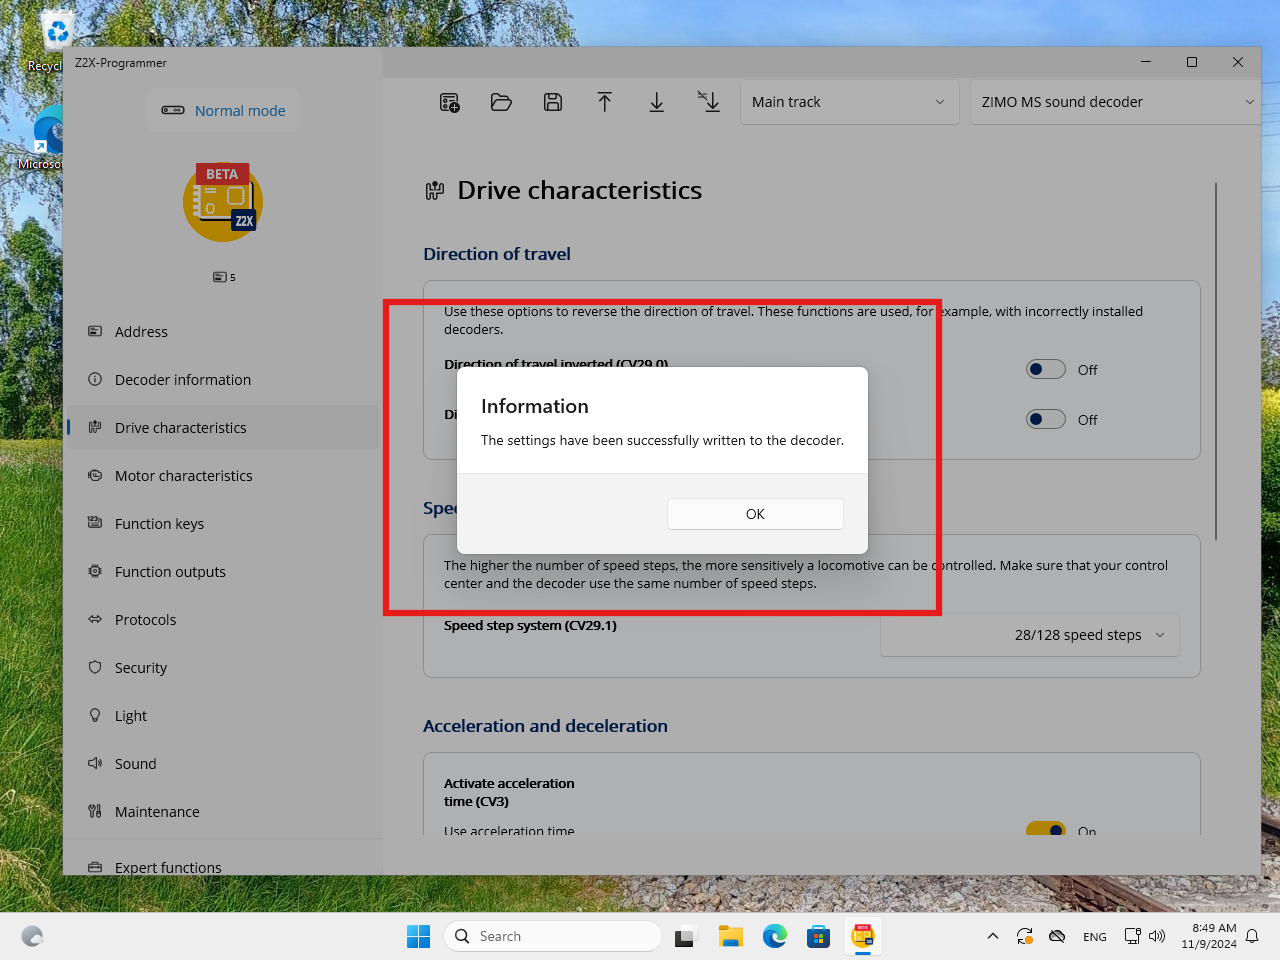 Recycl
Microsof
Z2X-Programmer
Normal mode
BETA
Z2X
5
Address
Decoder information
Drive characteristics
Motor characteristics
Function keys
Function outputs
Protocols
Security
Light
Sound
Maintenance
Expert functions
Main track
ZIMO MS sound decoder
Drive characteristics
Direction of travel
Use these options to reverse the direction of travel. These functions are used, for example, with incorrectly installed
decoders.
Direction of travel inverted (CV29.0)
Off
Di
Off
Information
The settings have been successfully written to the decoder.
OK
Spee
The higher the number of speed steps, the more sensitively a locomotive can be controlled. Make sure that your control
center and the decoder use the same number of speed steps.
Speed step system (CV29.1)
28/128 speed steps
Acceleration and deceleration
Activate acceleration
time (CV3)
Use acceleration time
On
Search
ENG
8:49 AM
11/9/2024